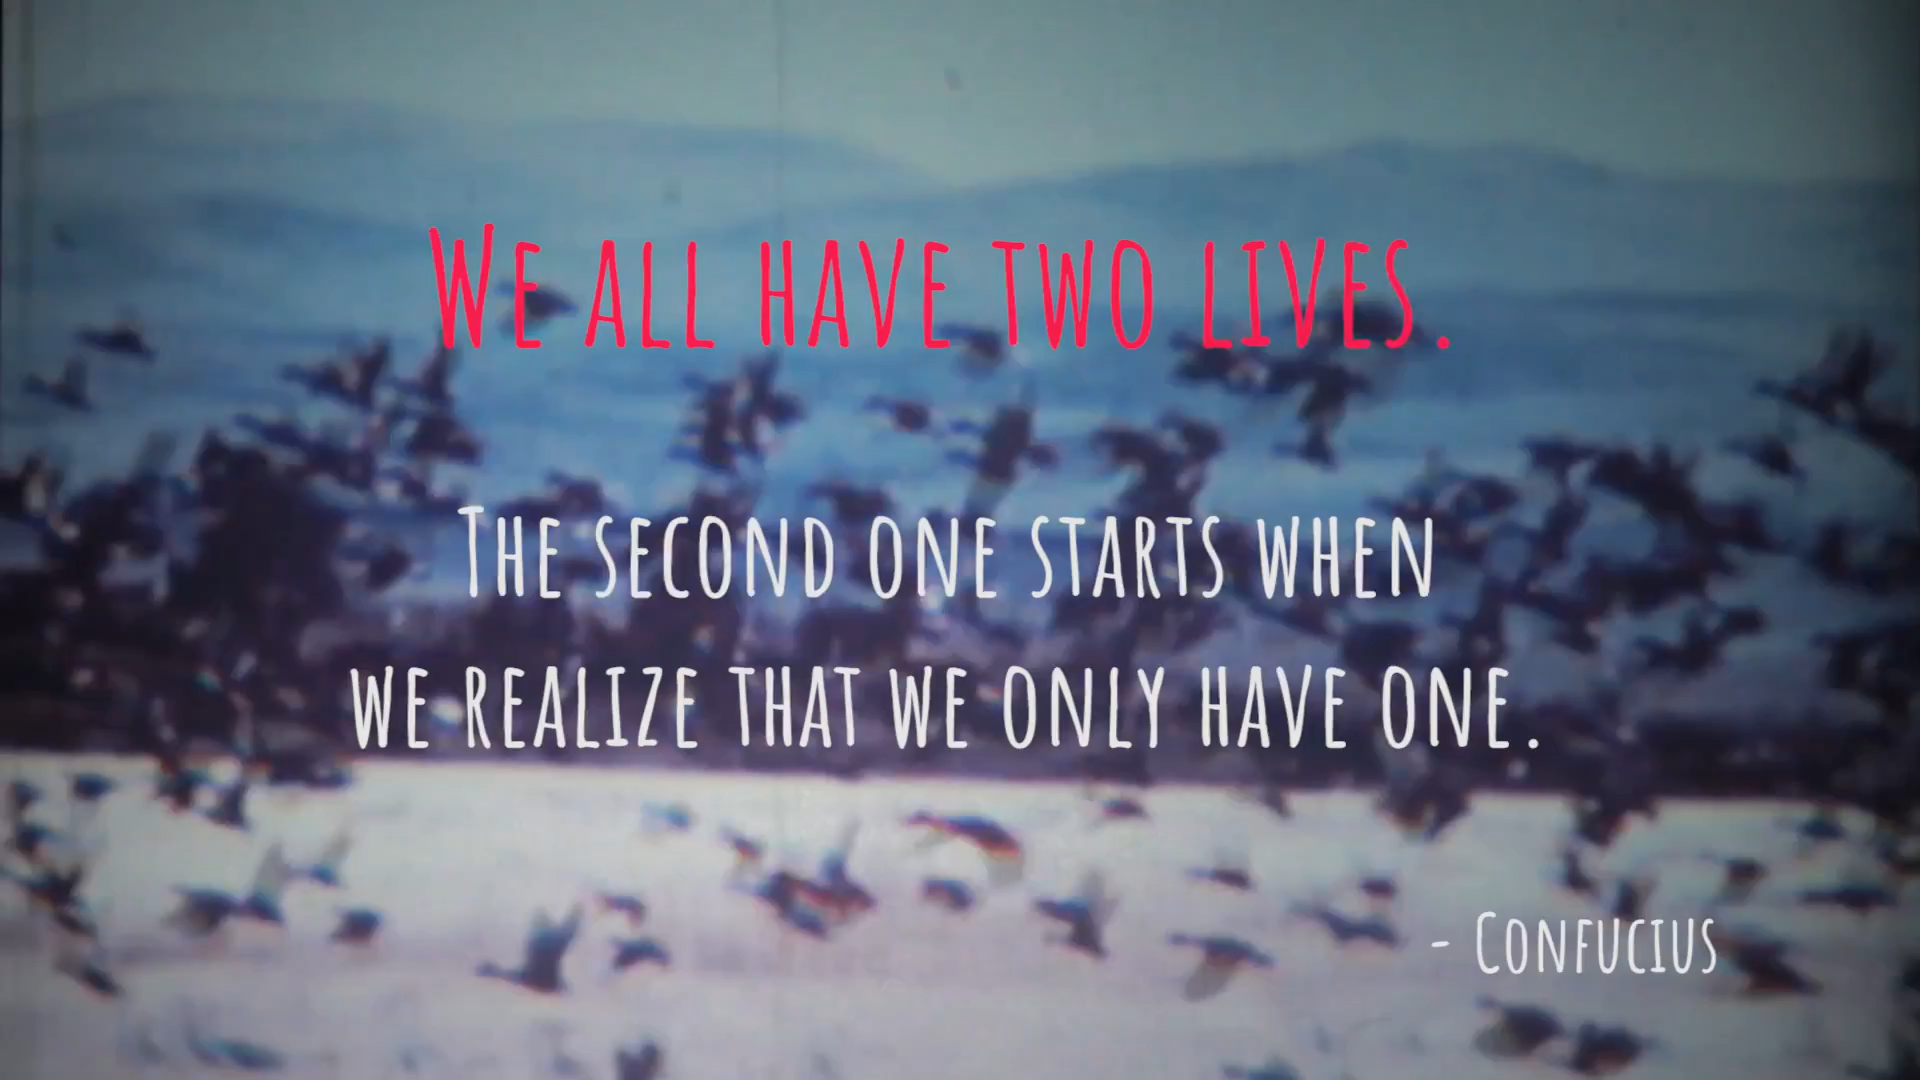 We all have two lives.
The second one starts when
we realize that we only have one.
- Confucius